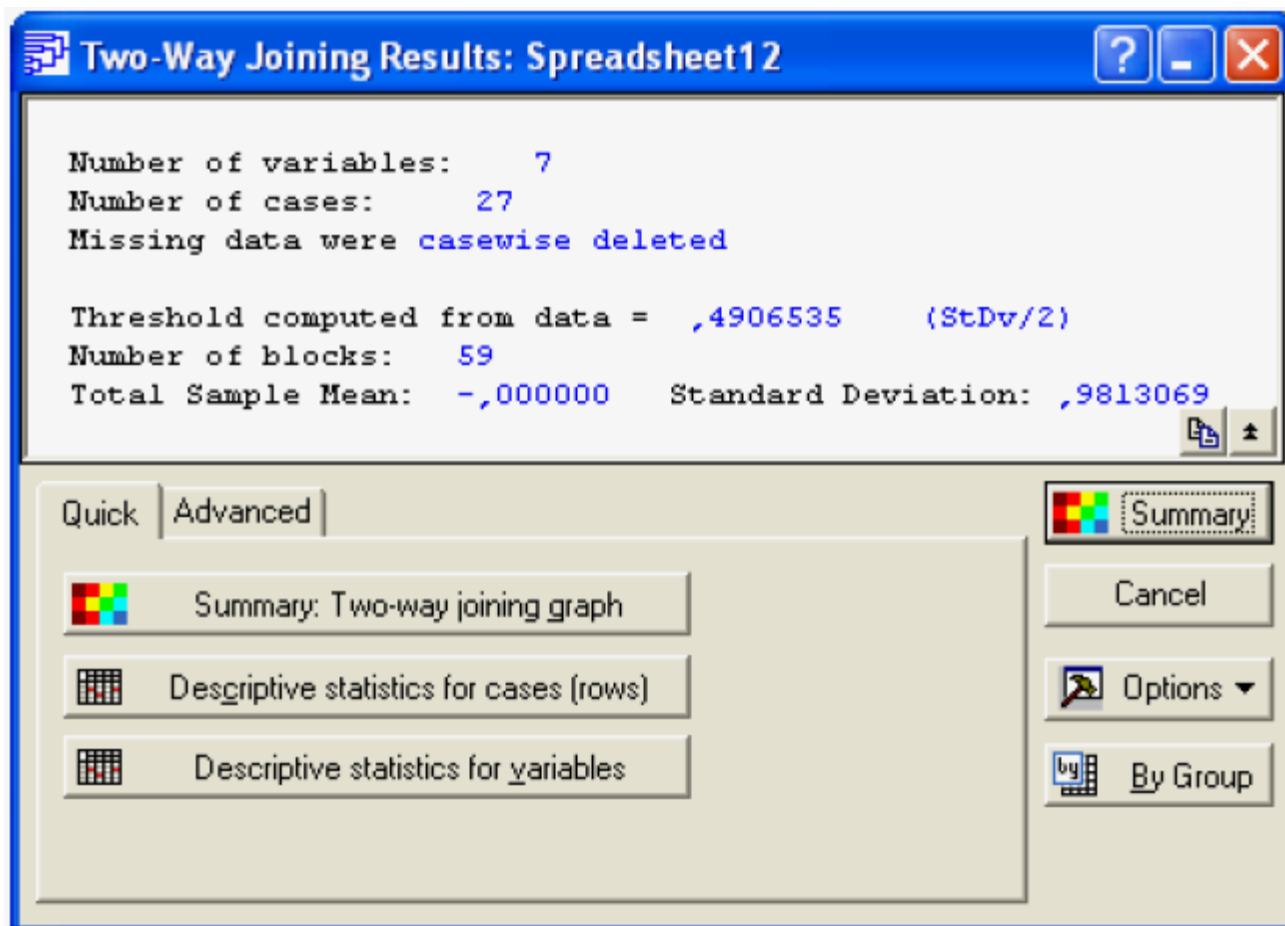 Two-Way Joining Results: Spreadsheet12
?
Number of variables: 7
Number of cases: 27
Missing data were casewise deleted
Threshold computed from data = ,4906535 (StDv/2)
Number of blocks: 59
Total Sample Mean: -,000000 Standard Deviation: ,9813069
Quick Advanced
Summary
Summary: Two-way joining graph
Cancel
Descriptive statistics for cases (rows)
Options
Descriptive statistics for variables
by By Group